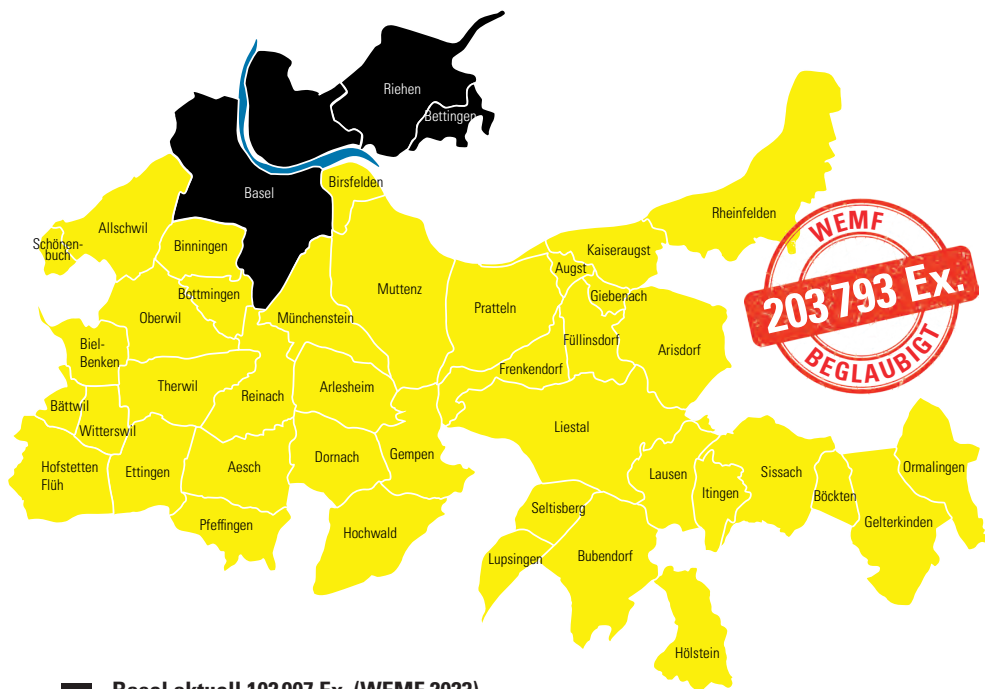 Riehen
Bettingen
Basel
Birsfelden
Rheinfelden
Allschwil
Schönen-
buch
Binningen
Kaiseraugst
Augst
Bottmingen
Muttenz
Giebenach
Pratteln
Oberwil
Münchenstein
Füllinsdorf
Arisdorf
Biel-
Benken
Frenkendorf
Therwil
Reinach
Arlesheim
Bättwil
Witterswil
Liestal
Hofstetten
Flüh
Ettingen
Aesch
Dornach
Gempen
Lausen
Itingen
Sissach
Böckten
Ormalingen
Gelterkinden
Seltisberg
Pfeffingen
Hochwald
Lupsingen
Bubendorf
Hölstein
WEMF
203 793 Ex.
BEGLAUBIGT